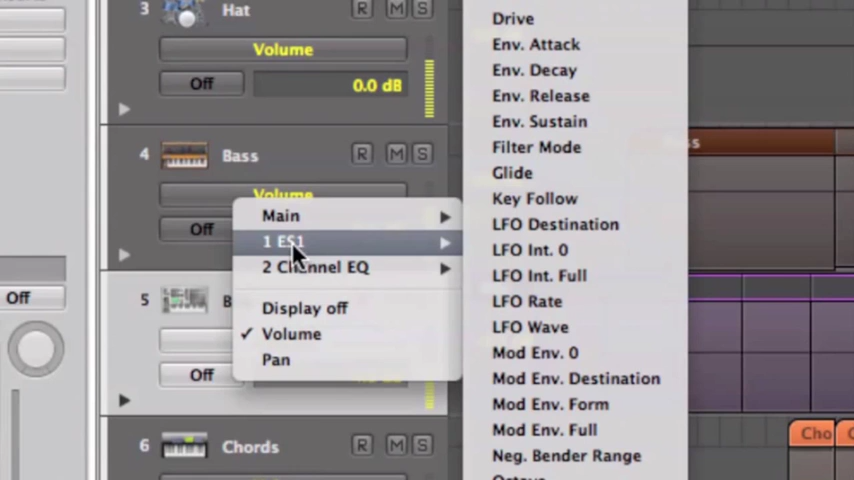 3 Hat R M S
Volume
Off 0.0 dB
4 Bass R M S
Volume
Off
Main
1 ES1
2 Channel EQ
Display off
✓ Volume
Pan
Drive
Env. Attack
Env. Decay
Env. Release
Env. Sustain
Filter Mode
Glide
Key Follow
LFO Destination
LFO Int. 0
LFO Int. Full
LFO Rate
LFO Wave
Mod Env. 0
Mod Env. Destination
Mod Env. Form
Mod Env. Full
Neg. Bender Range
Off
5 B
Off
6 Chords R M S
Cho